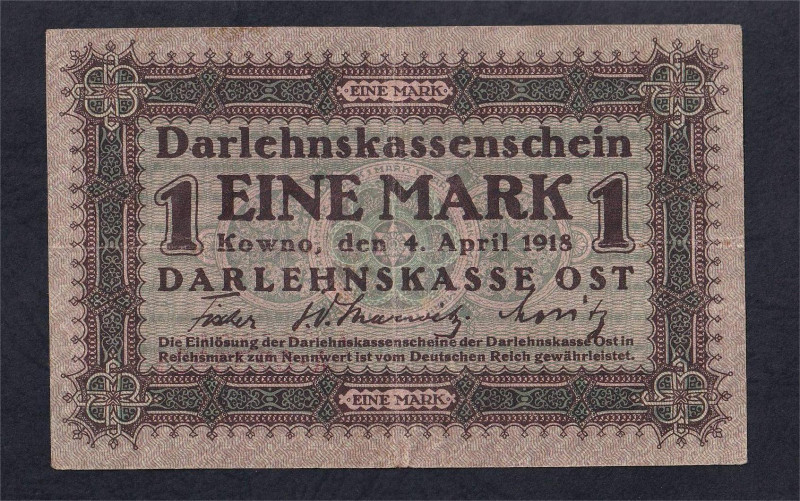 EINE MARK
Darlehnskassenschein
1 EINE MARK 1
Kowno, den 4. April 1918
DARLEHNSKASSE OST
Fischer
Die Einlösung der Darlehnskassenscheine der Darlehnskasse Ost in
Reichsmark zum Nennwert ist vom Deutschen Reich gewährleistet.
EINE MARK